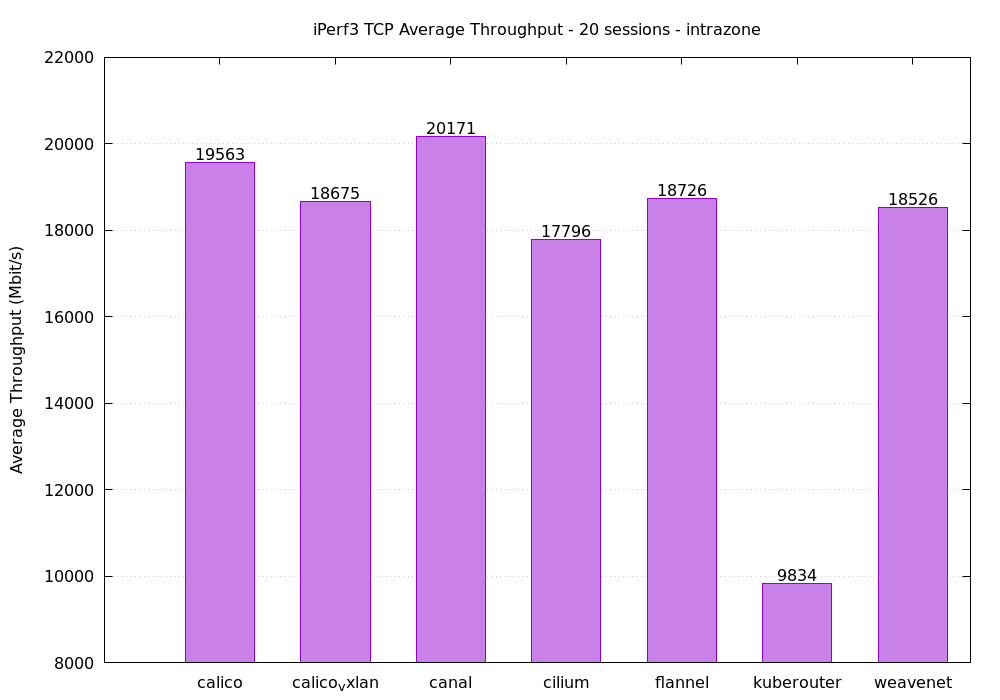 iPerf3 TCP Average Throughput - 20 sessions - intrazone
Average Throughput (Mbit/s)
22000
20000
18000
16000
14000
12000
10000
8000
19563
18675
20171
17796
18726
9834
18526
calico
calicoᵥxlan
canal
cilium
flannel
kuberouter
weavenet